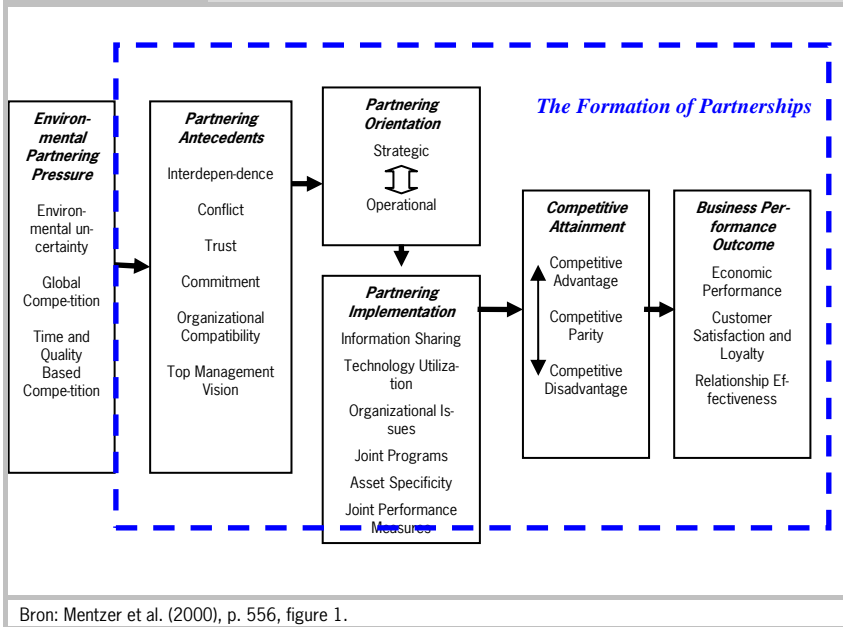 The Formation of Partnerships
Environ-
mental
Partnering
Pressure
Environ-
mental un-
certainty
Global
Compe-tition
Time and
Quality
Based
Compe-tition
Partnering
Antecedents
Interdepen-dence
Conflict
Trust
Commitment
Organizational
Compatibility
Top Management
Vision
Partnering
Orientation
Strategic
Operational
Partnering
Implementation
Information Sharing
Technology Utiliza-
tion
Organizational Is-
sues
Joint Programs
Asset Specificity
Joint Performance
Measures
Competitive
Attainment
Competitive
Advantage
Competitive
Parity
Competitive
Disadvantage
Business Per-
formance
Outcome
Economic
Performance
Customer
Satisfaction and
Loyalty
Relationship Ef-
fectiveness
Bron: Mentzer et al. (2000), p. 556, figure 1.